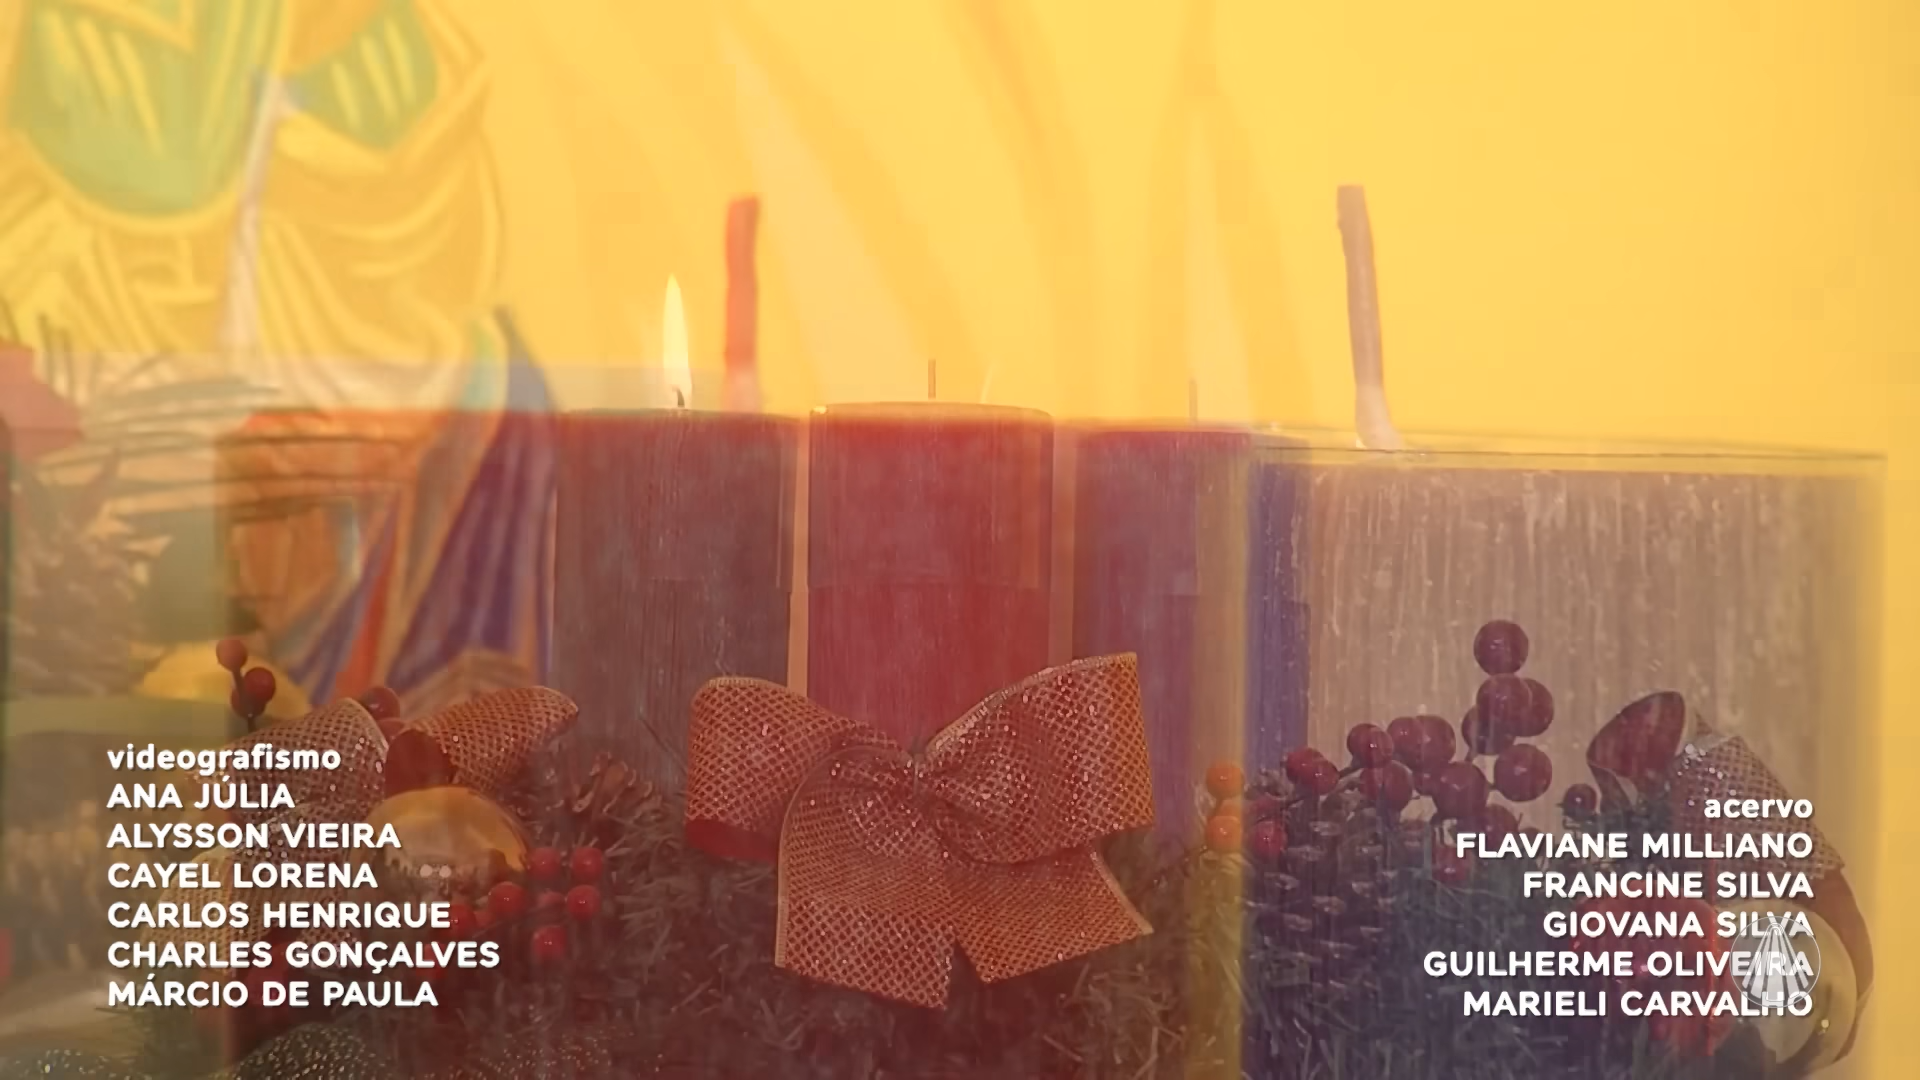 videografismo
ANA JÚLIA
ALYSSON VIEIRA
CAYEL LORENA
CARLOS HENRIQUE
CHARLES GONÇALVES
MÁRCIO DE PAULA
acervo
FLAVIANE MILLIANO
FRANCINE SILVA
GIOVANA SILVA
GUILHERME OLIVEIRA
MARIELI CARVALHO